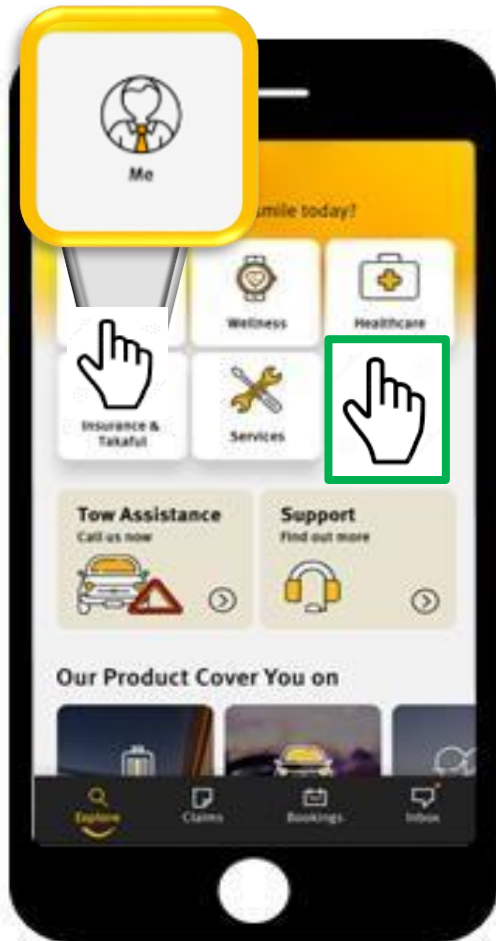 Me
smile today?
Wellness
Healthcare
Insurance &
Takaful
Services
Tow Assistance
Call us now
Support
Find out more
Our Product Cover You on
Explore
Claims
Bookings
Inbox